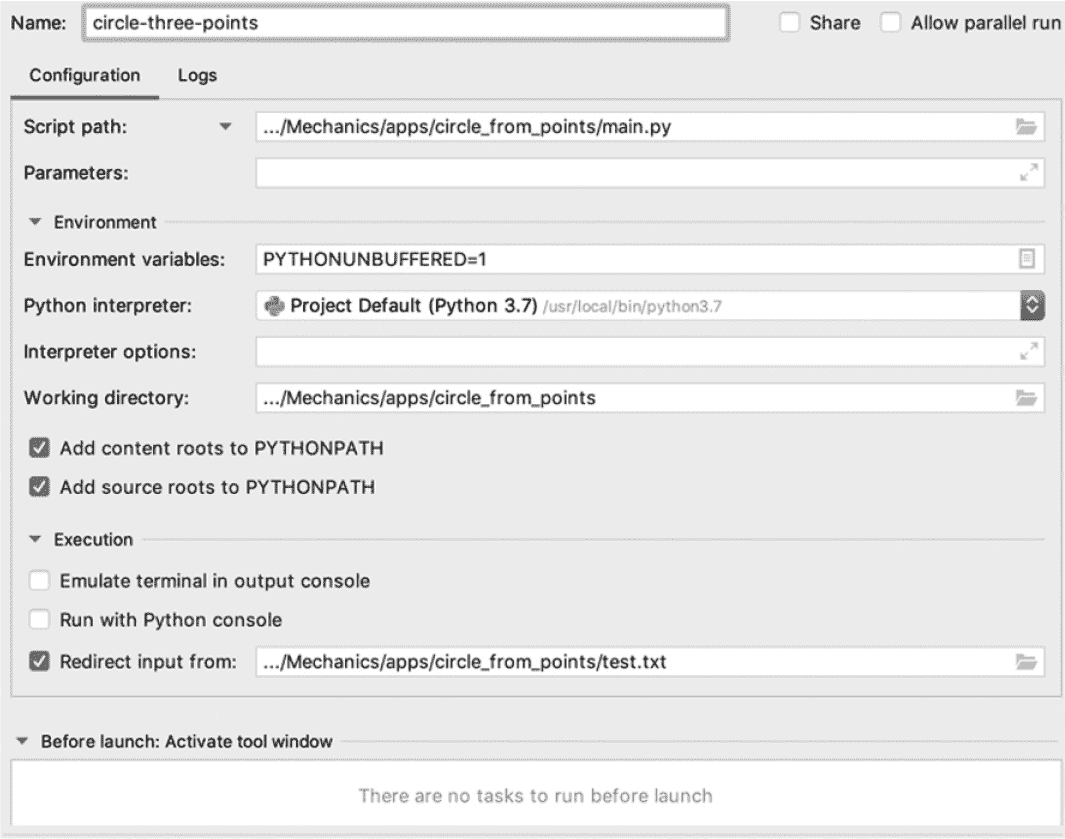 Name: circle-three-points Share Allow parallel run
Configuration Logs
Script path: .../Mechanics/apps/circle_from_points/main.py
Parameters:
Environment
Environment variables: PYTHONUNBUFFERED=1
Python interpreter: Project Default (Python 3.7) /usr/local/bin/python3.7
Interpreter options:
Working directory: .../Mechanics/apps/circle_from_points
Add content roots to PYTHONPATH
Add source roots to PYTHONPATH
Execution
Emulate terminal in output console
Run with Python console
Redirect input from: .../Mechanics/apps/circle_from_points/test.txt
Before launch: Activate tool window
There are no tasks to run before launch